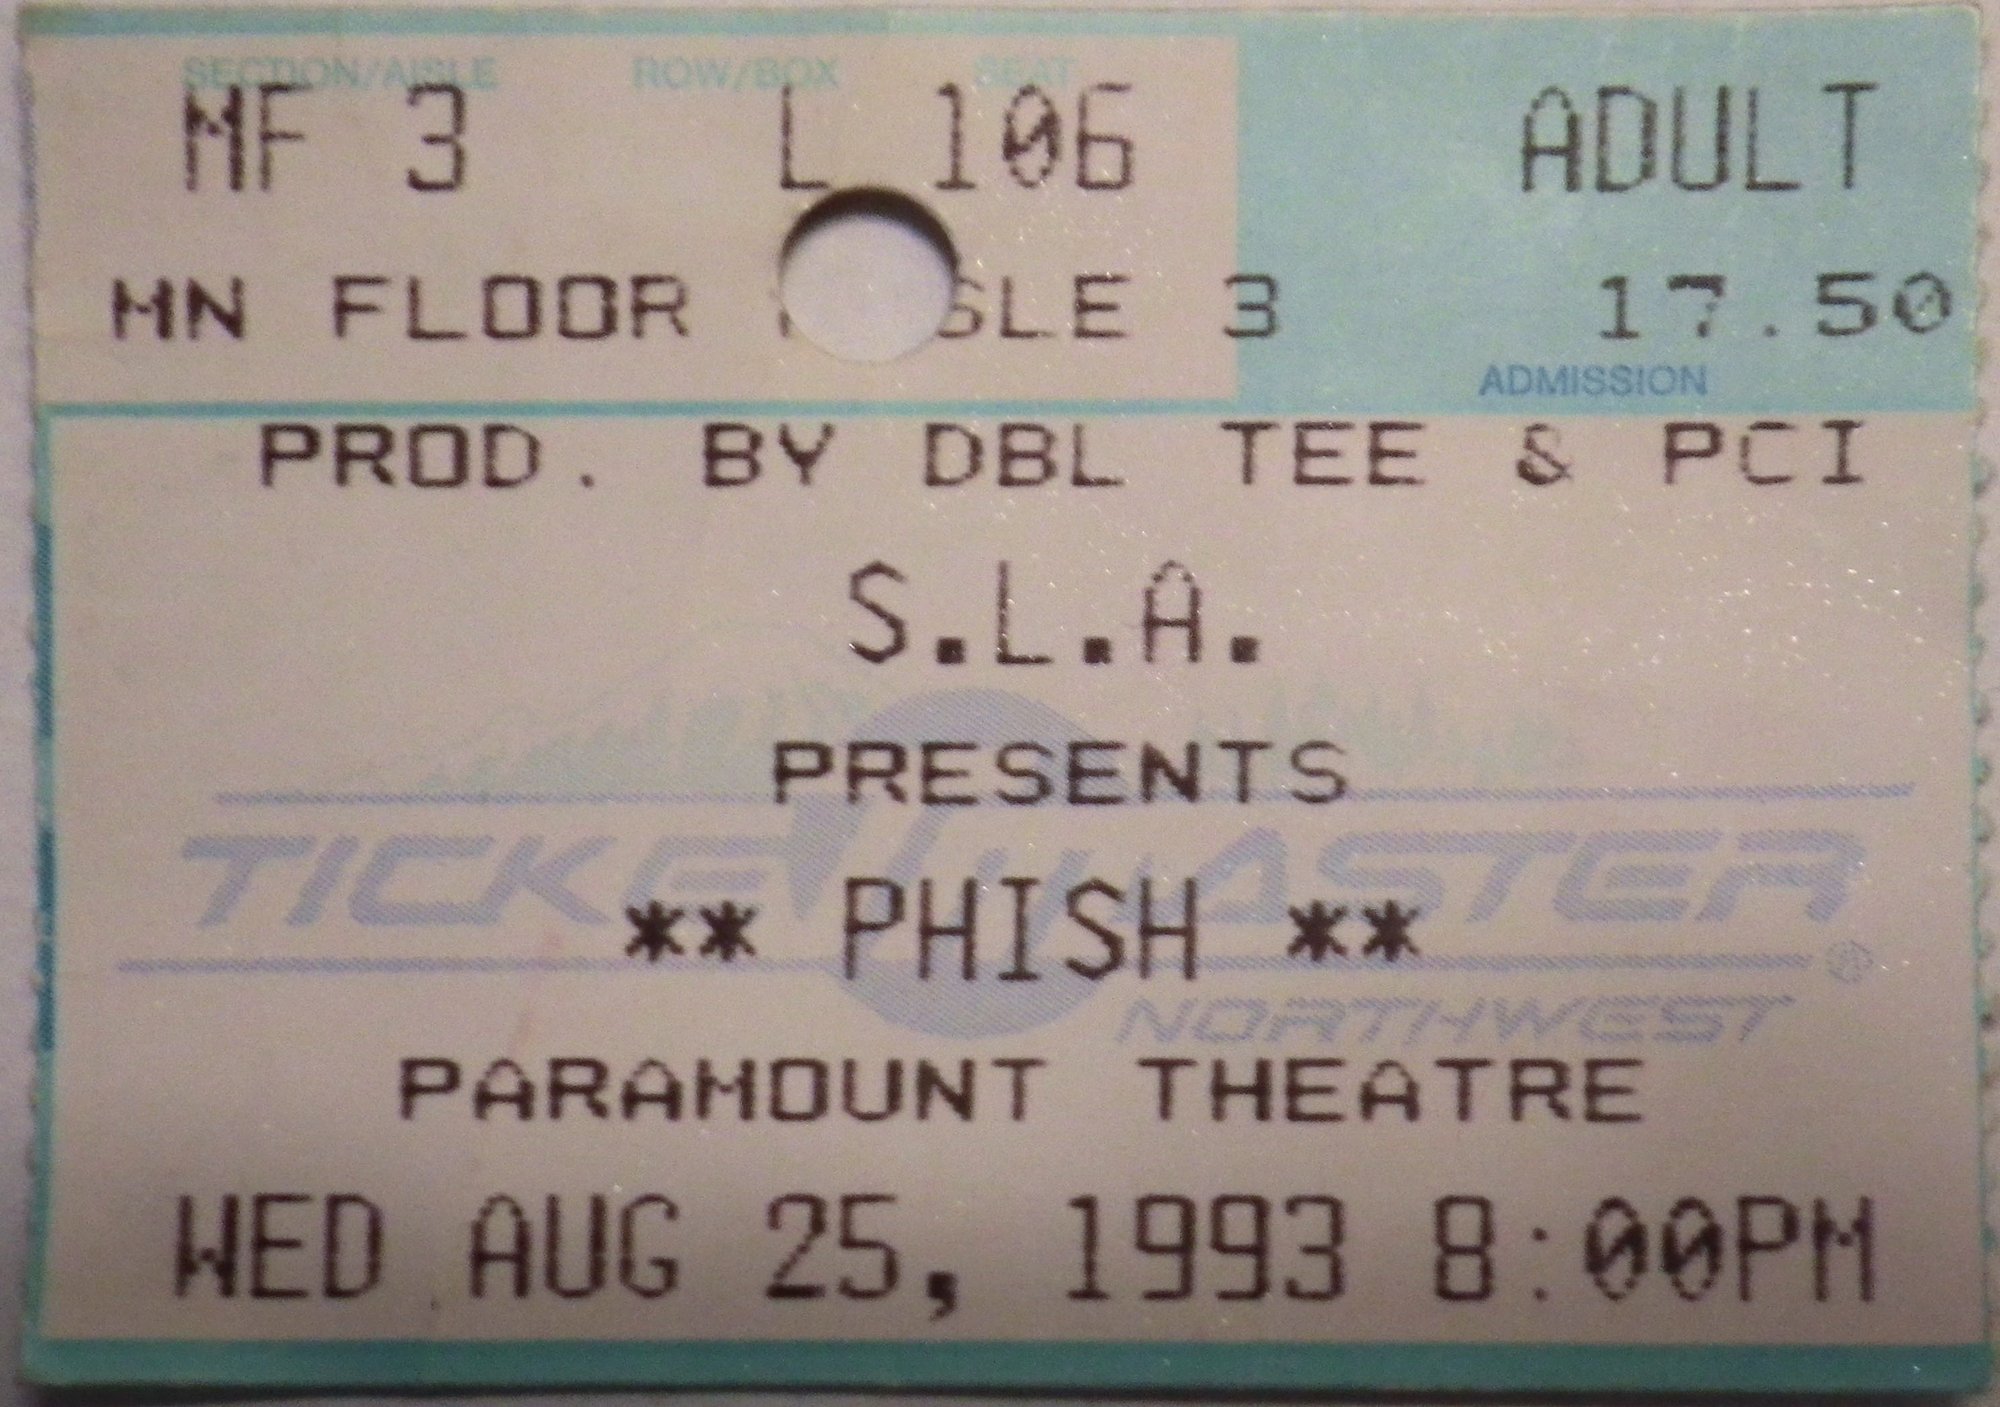 SECTION/AISLE ROW/BOX SEAT
MF 3 L 106 ADULT
MN FLOOR 3 17.50
ADMISSION
PROD. BY DBL TEE & PCI
S.L.A.
PRESENTS
TICKETMASTER
** PHISH **
NORTHWEST
PARAMOUNT THEATRE
WED AUG 25, 1993 8:00PM